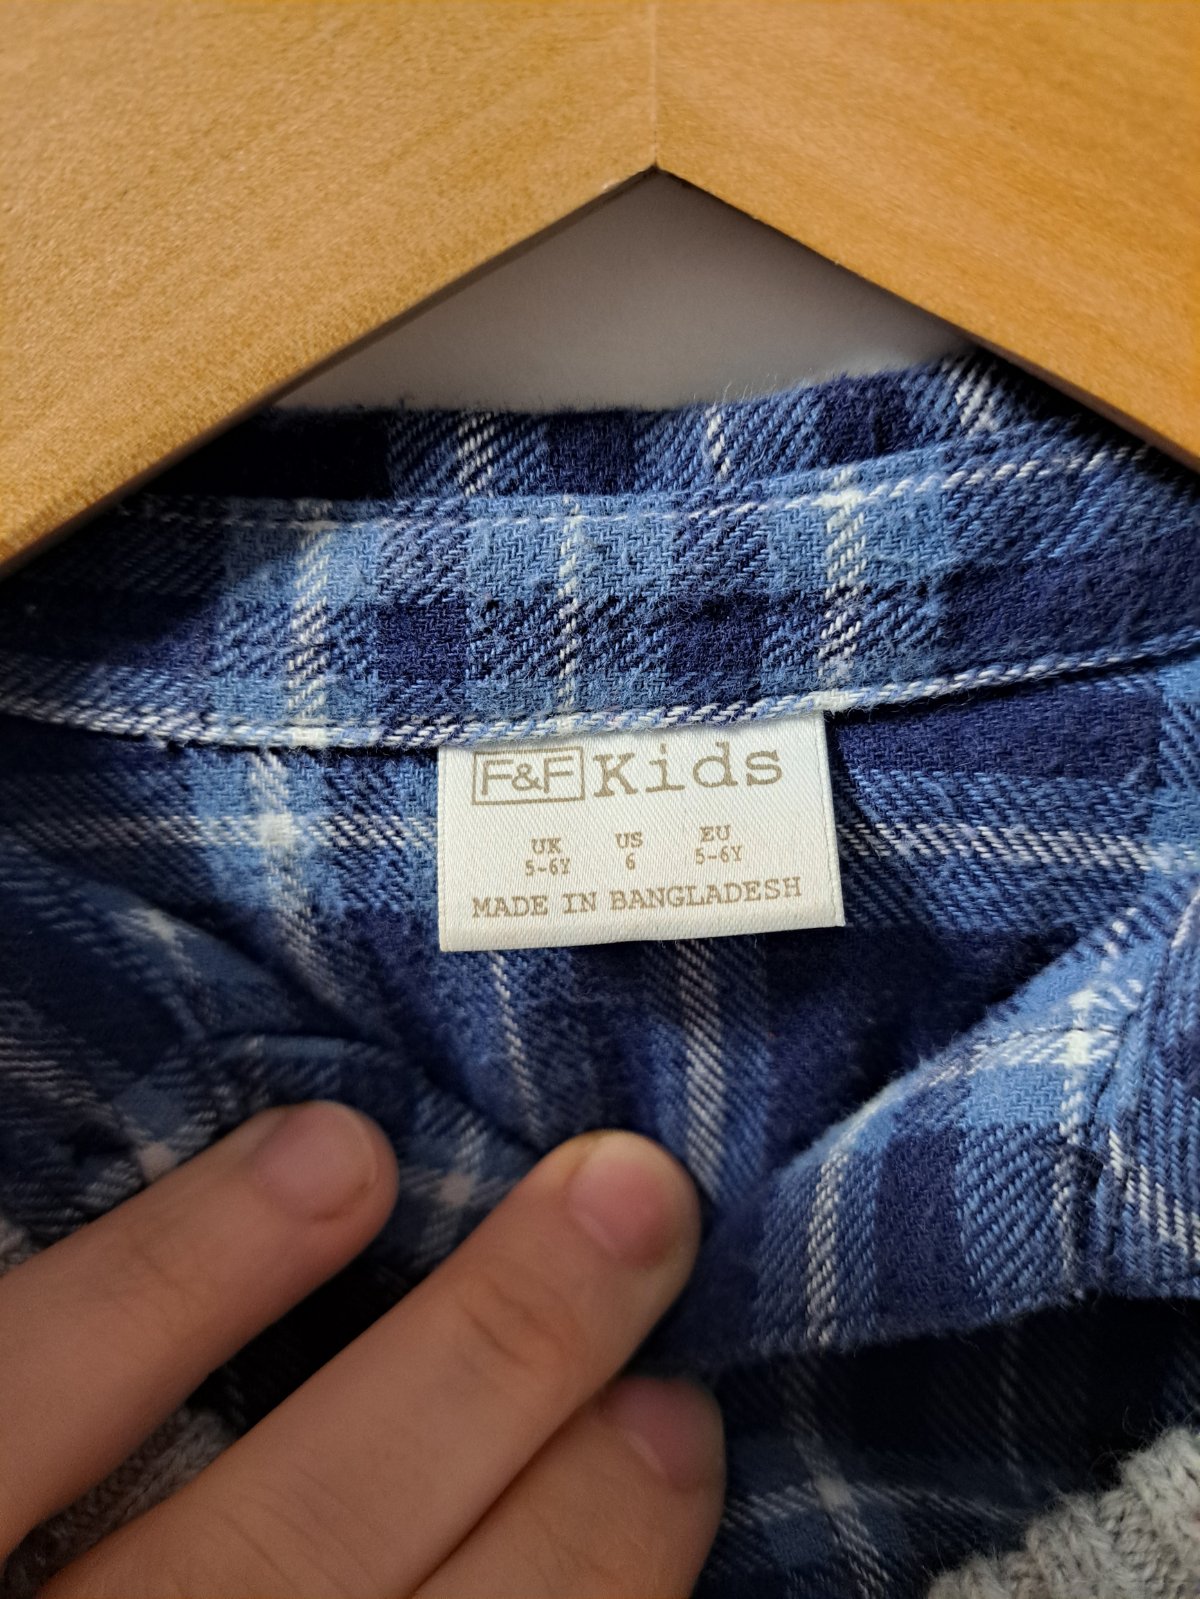 F&F Kids
UK US EU
5-6Y 6 5-6Y
MADE IN BANGLADESH